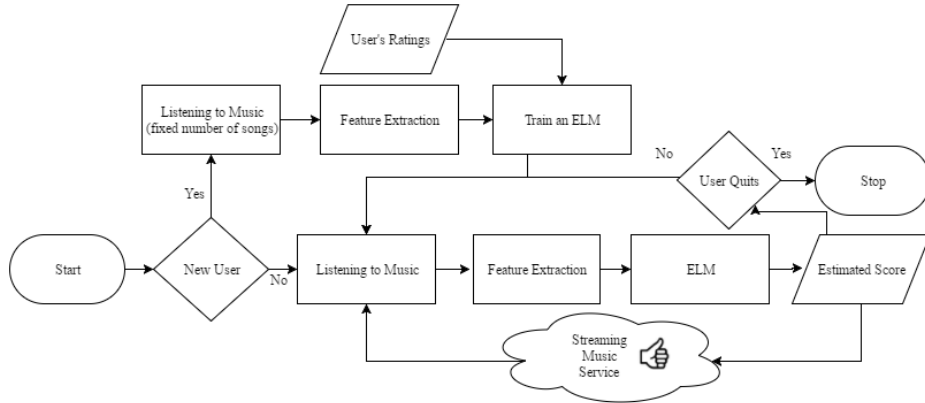 User's Ratings
Listening to Music
(fixed number of songs)
Feature Extraction
Train an ELM
No
Yes
User Quits
Stop
Yes
Start
New User
No
Listening to Music
Feature Extraction
ELM
Estimated Score
Streaming
Music
Service